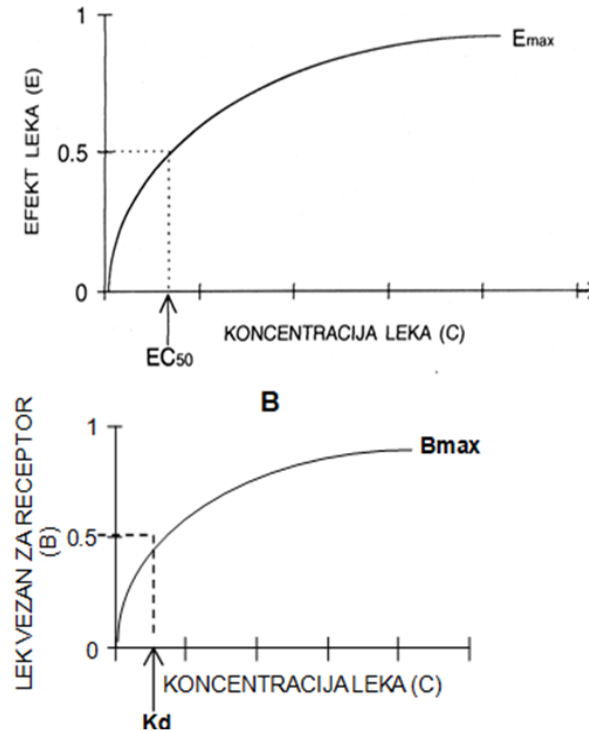 1
Emax
EFEKT LEKA (E)
0.5
0
KONCENTRACIJA LEKA (C)
EC50
B
1
Bmax
LEK VEZAN ZA RECEPTOR
(B)
0.5
0
KONCENTRACIJA LEKA (C)
Kd